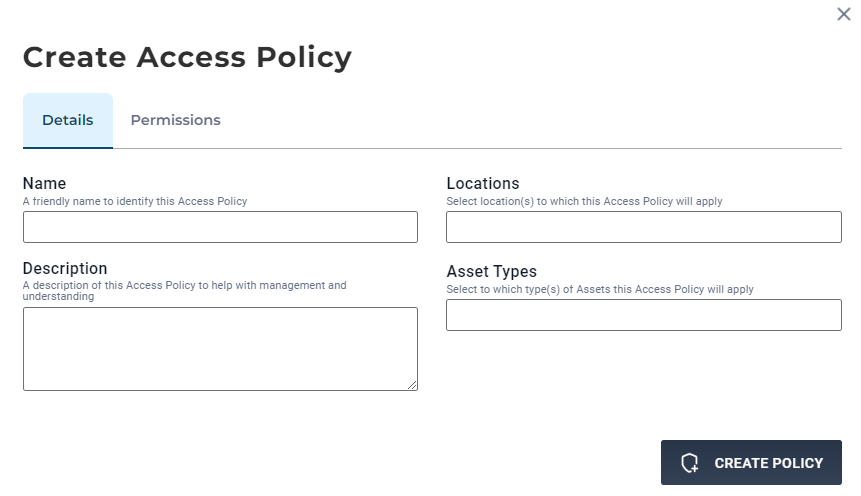 Create Access Policy
Details
Permissions
Name
A friendly name to identify this Access Policy
Locations
Select location(s) to which this Access Policy will apply
Description
A description of this Access Policy to help with management and
understanding
Asset Types
Select to which type(s) of Assets this Access Policy will apply
CREATE POLICY